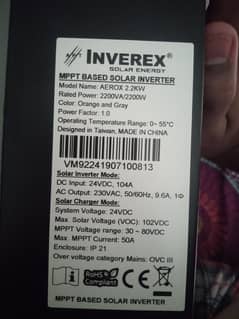 INVEREX®
SOLAR ENERGY
MPPT BASED SOLAR INVERTER
Model Name: AEROX 2.2KW
Rated Power: 2200VA/2200W
Color: Orange and Gray
Power Factor: 1.0
Operating Temperature Range: 0~ 55°C
Designed in Taiwan, Made In CHINA
VM92241907100813
Solar Inverter Mode:
DC Input: 24VDC, 104A
AC Output: 230VAC, 50/60Hz, 9.6A, 1Φ
Solar Charger Mode:
System Voltage: 24VDC
Max Solar Voltage (VOC): 102VDC
MPPT Voltage range: 30 ~ 80VDC
Max MPPT Current: 50A
Enclosure: IP 21
Over voltage category Mains: OVC III
RoHS
Compliant
CE
MPPT BASED SOLAR INVERTER